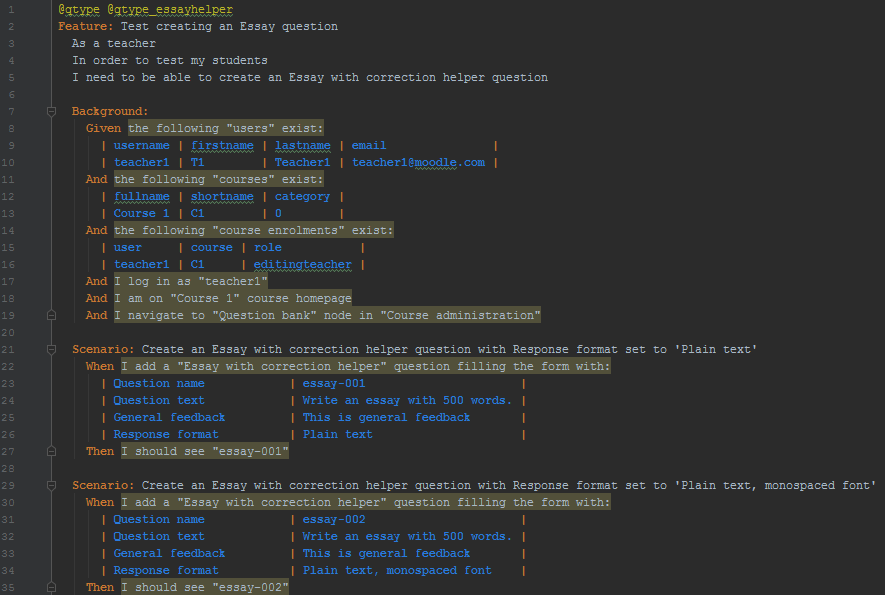 1 @qtype @qtype_essayhelper
2 Feature: Test creating an Essay question
3 As a teacher
4 In order to test my students
5 I need to be able to create an Essay with correction helper question
6
7 Background:
8 Given the following "users" exist:
9 | username | firstname | lastname | email |
10 | teacher1 | T1 | Teacher1 | teacher1@moodle.com |
11 And the following "courses" exist:
12 | fullname | shortname | category |
13 | Course 1 | C1 | 0 |
14 And the following "course enrolments" exist:
15 | user | course | role |
16 | teacher1 | C1 | editingteacher |
17 And I log in as "teacher1"
18 And I am on "Course 1" course homepage
19 And I navigate to "Question bank" node in "Course administration"
20
21 Scenario: Create an Essay with correction helper question with Response format set to 'Plain text'
22 When I add a "Essay with correction helper" question filling the form with:
23 | Question name | essay-001 |
24 | Question text | Write an essay with 500 words. |
25 | General feedback | This is general feedback |
26 | Response format | Plain text |
27 Then I should see "essay-001"
28
29 Scenario: Create an Essay with correction helper question with Response format set to 'Plain text, monospaced font'
30 When I add a "Essay with correction helper" question filling the form with:
31 | Question name | essay-002 |
32 | Question text | Write an essay with 500 words. |
33 | General feedback | This is general feedback |
34 | Response format | Plain text, monospaced font |
35 Then I should see "essay-002"